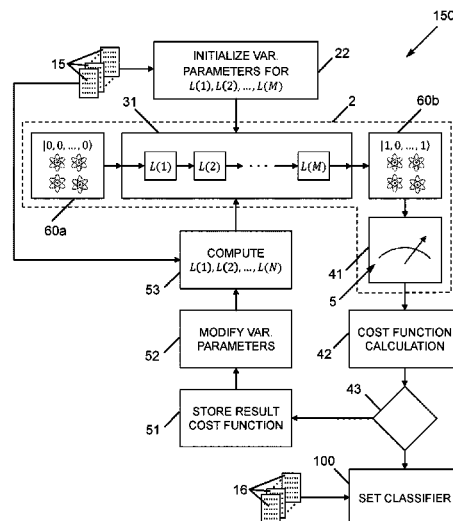 150
15
INITIALIZE VAR.
PARAMETERS FOR
L(1), L(2), ..., L(M)
22
31
2
60b
|0, 0, ..., 0⟩
L(1)
L(2)
· · ·
L(M)
|1, 0, ..., 1⟩
60a
COMPUTE
L(1), L(2), ..., L(N)
53
41
5
MODIFY VAR.
PARAMETERS
52
COST FUNCTION
CALCULATION
42
43
STORE RESULT
COST FUNCTION
51
100
16
SET CLASSIFIER